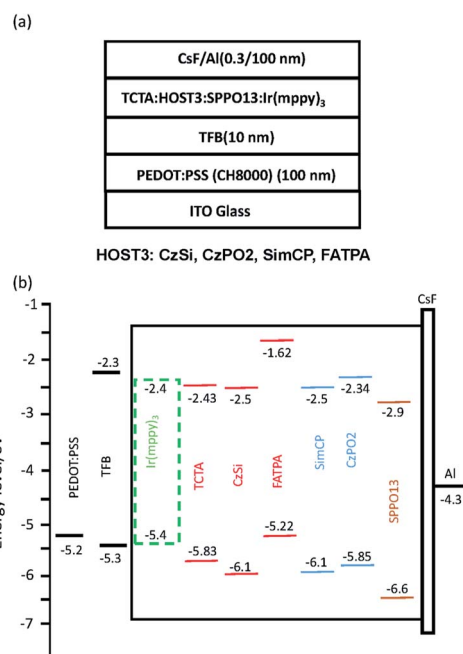 (a)
CsF/Al(0.3/100 nm)
TCTA:HOST3:SPPO13:Ir(mppy)₃
TFB(10 nm)
PEDOT:PSS (CH8000) (100 nm)
ITO Glass
HOST3: CzSi, CzPO2, SimCP, FATPA
(b)
CsF
-1
-2
-3
-4
-5
-6
-7
PEDOT:PSS
-5.2
-2.3
TFB
-5.3
-2.4
Ir(mppy)₃
-5.4
-2.43
TCTA
-5.83
-2.5
CzSi
-6.1
-1.62
FATPA
-5.22
-2.5
SimCP
-6.1
-2.34
CzPO2
-5.85
-2.9
SPPO13
-6.6
Al
-4.3